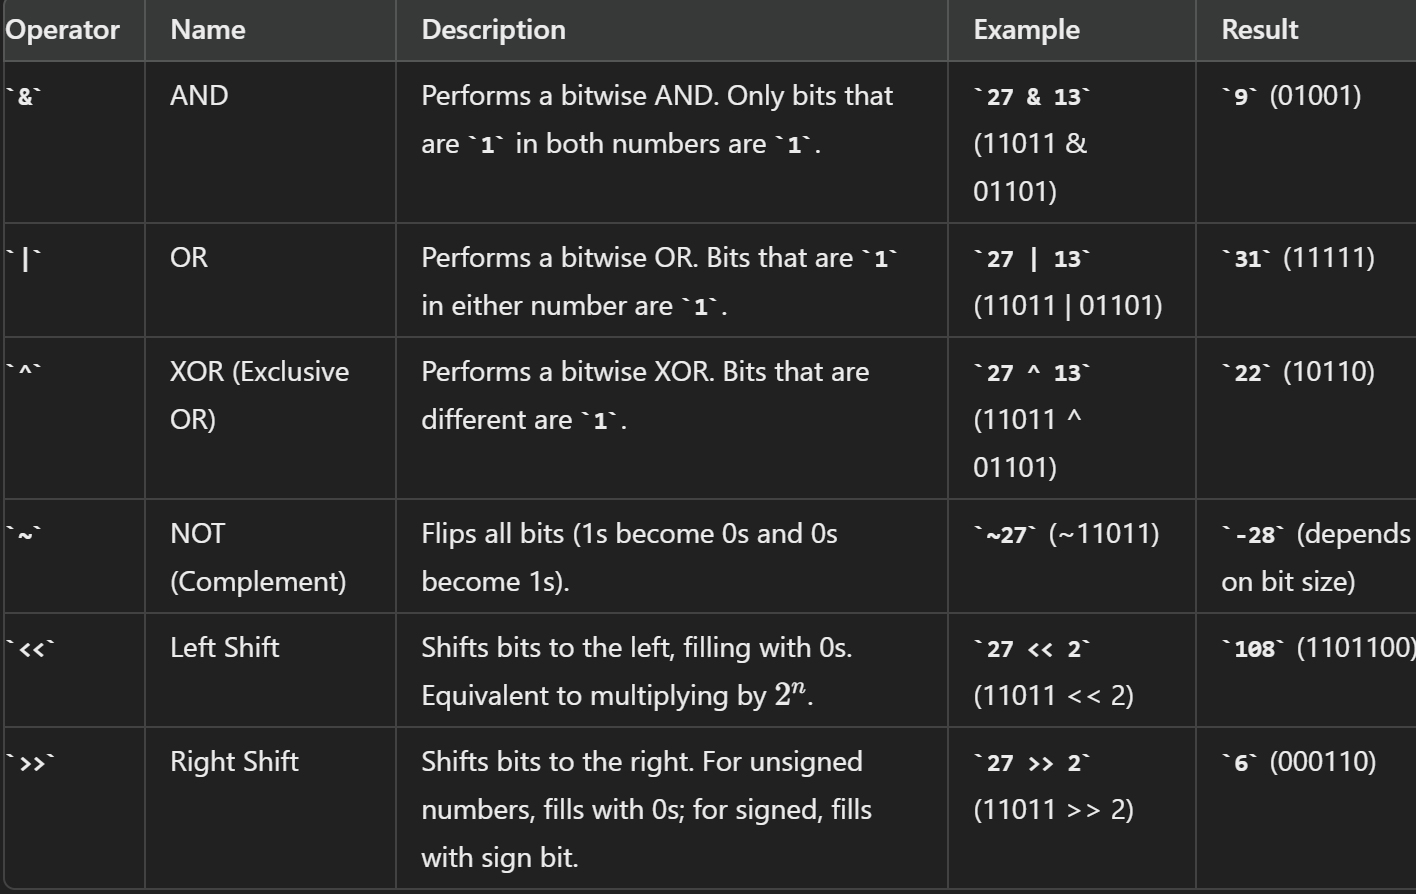 Operator Name Description Example Result
`&` AND Performs a bitwise AND. Only bits that `27 & 13` `9` (01001)
are `1` in both numbers are `1`. (11011 &
01101)
`|` OR Performs a bitwise OR. Bits that are `1` `27 | 13` `31` (11111)
in either number are `1`. (11011 | 01101)
`^` XOR (Exclusive Performs a bitwise XOR. Bits that are `27 ^ 13` `22` (10110)
OR) different are `1`. (11011 ^
01101)
`~` NOT Flips all bits (1s become 0s and 0s `~27` (~11011) `-28` (depends
(Complement) become 1s). on bit size)
`<<` Left Shift Shifts bits to the left, filling with 0s. `27 << 2` `108` (1101100)
Equivalent to multiplying by 2ⁿ. (11011 << 2)
`>>` Right Shift Shifts bits to the right. For unsigned `27 >> 2` `6` (000110)
numbers, fills with 0s; for signed, fills (11011 >> 2)
with sign bit.